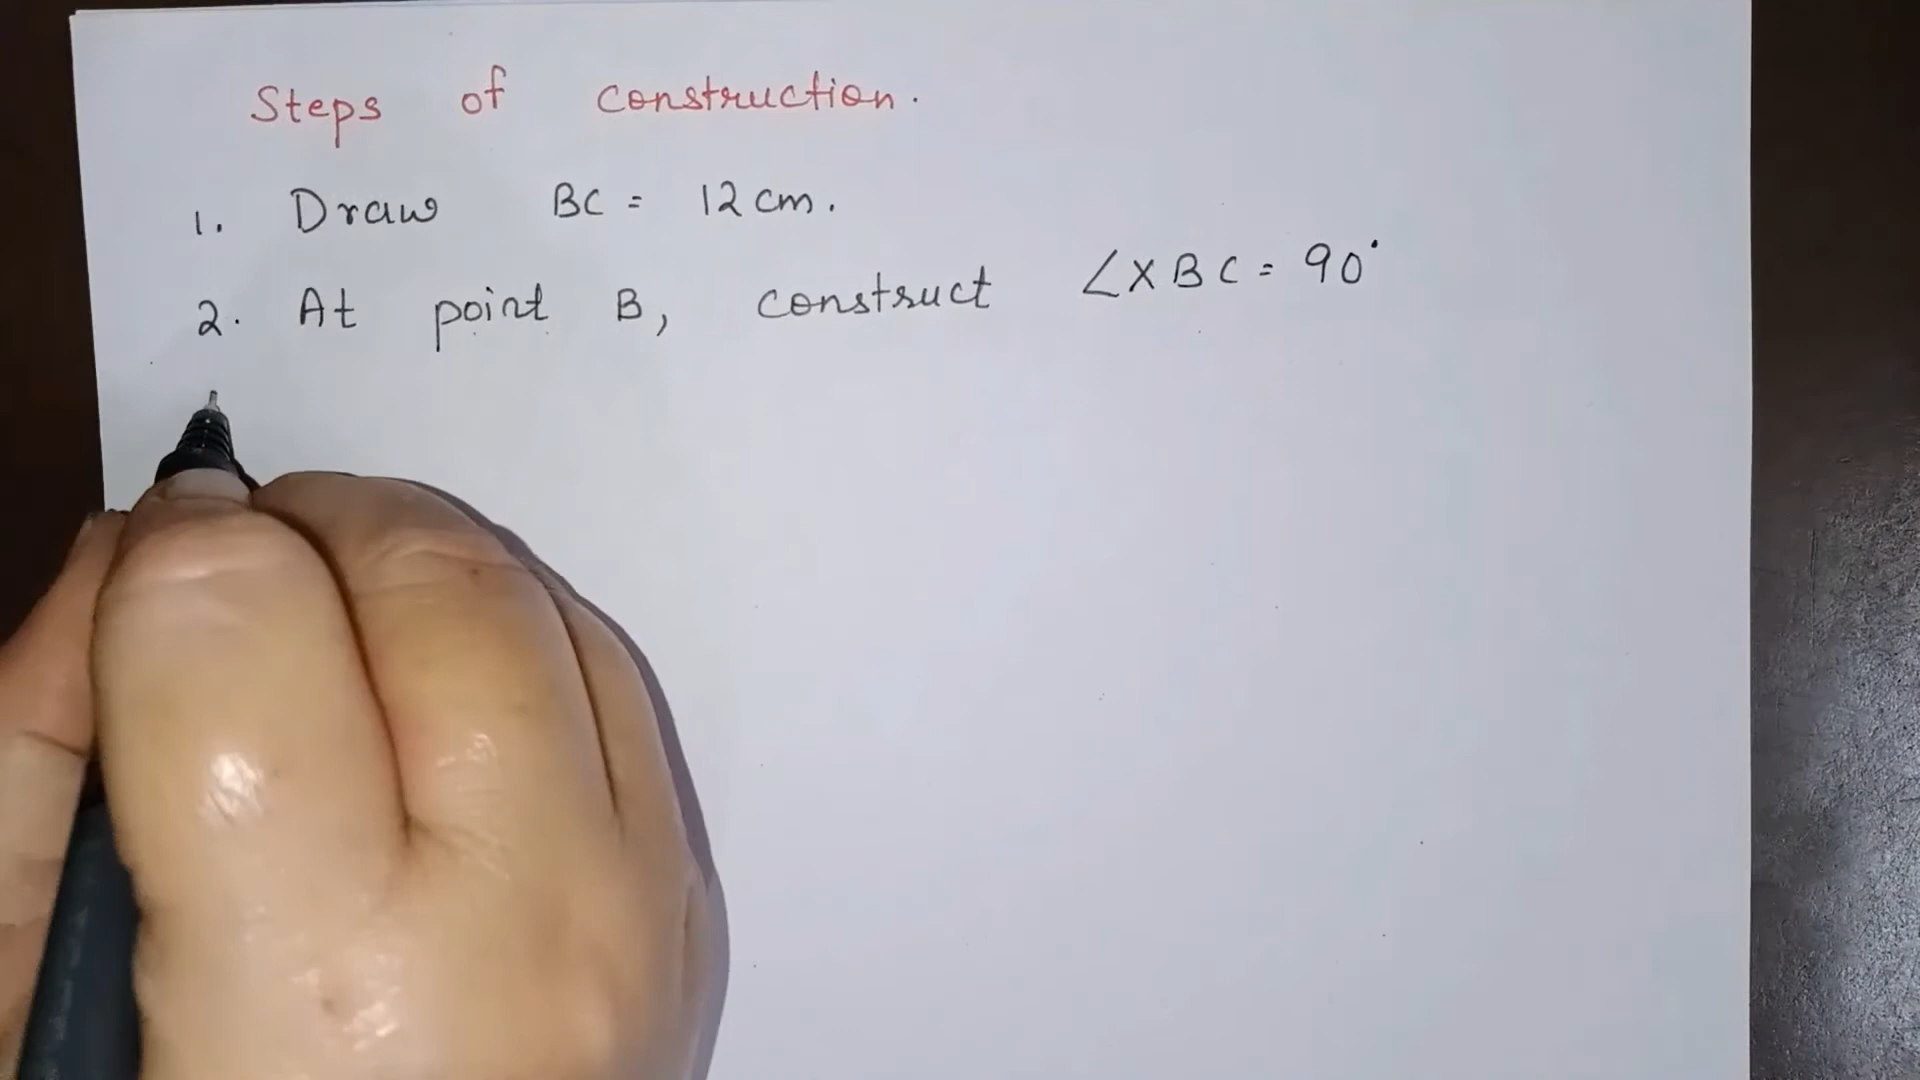 Steps of construction.
1. Draw BC = 12 cm.
2. At point B, construct ∠XBC = 90°